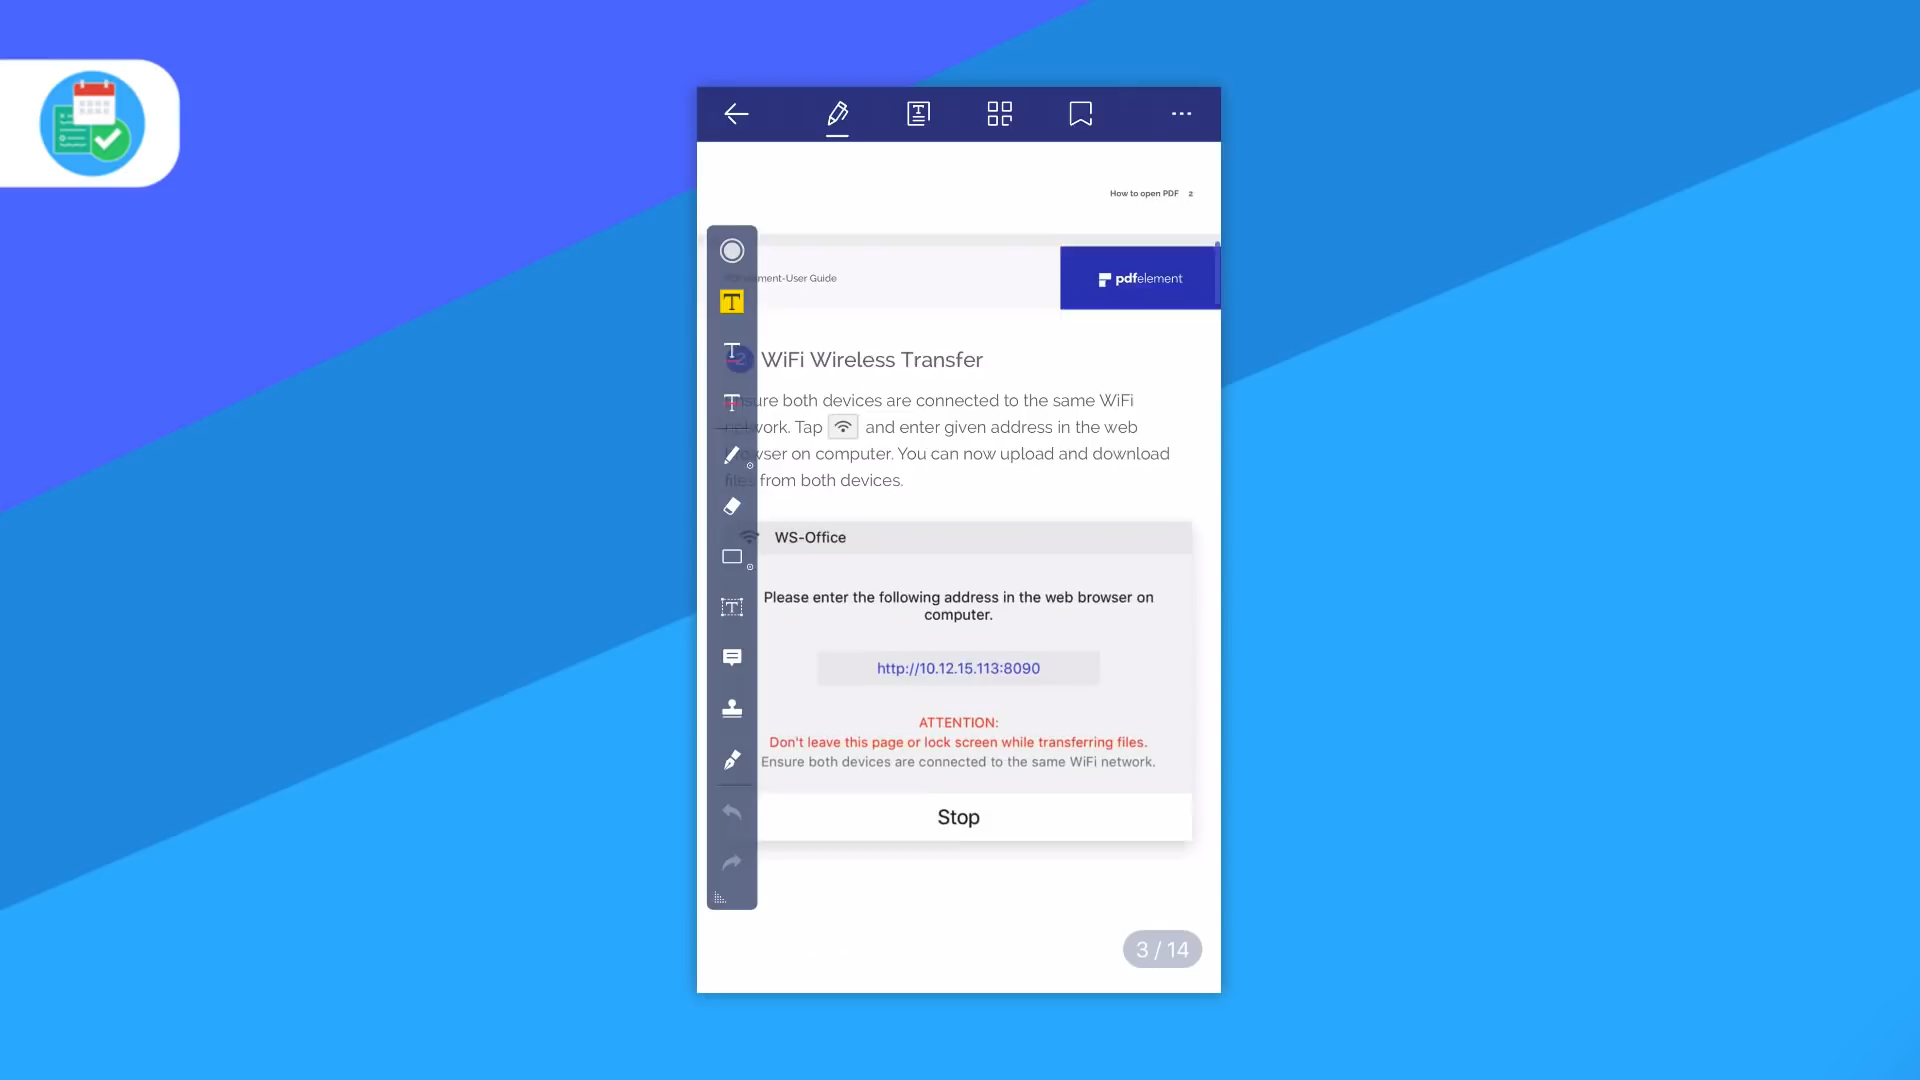 How to open PDF 2
ment-User Guide
pdfelement
WiFi Wireless Transfer
Ensure both devices are connected to the same WiFi
network. Tap and enter given address in the web
browser on computer. You can now upload and download
files from both devices.
WS-Office
Please enter the following address in the web browser on
computer.
http://10.12.15.113:8090
ATTENTION:
Don't leave this page or lock screen while transferring files.
Ensure both devices are connected to the same WiFi network.
Stop
3 / 14